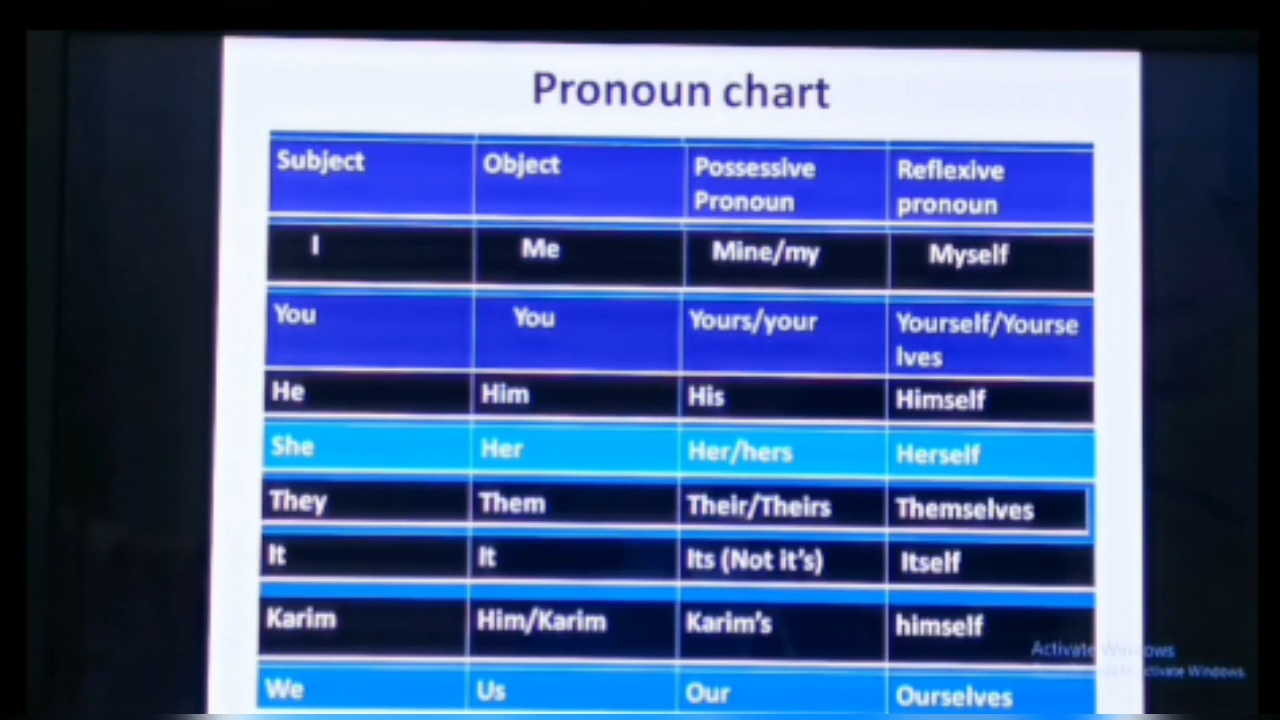 Pronoun chart
Subject Object Possessive Pronoun Reflexive pronoun
I Me Mine/my Myself
You You Yours/your Yourself/Yourse
lves
He Him His Himself
She Her Her/hers Herself
They Them Their/Theirs Themselves
It It Its (Not it's) Itself
Karim Him/Karim Karim's himself
We Us Our Ourselves
Activate Windows